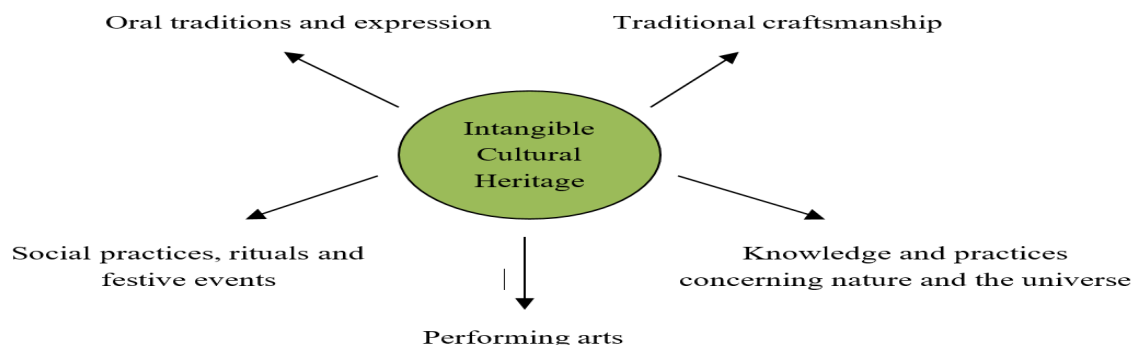 Oral traditions and expression
Traditional craftsmanship
Intangible
Cultural
Heritage
Social practices, rituals and
festive events
Knowledge and practices
concerning nature and the universe
Performing arts